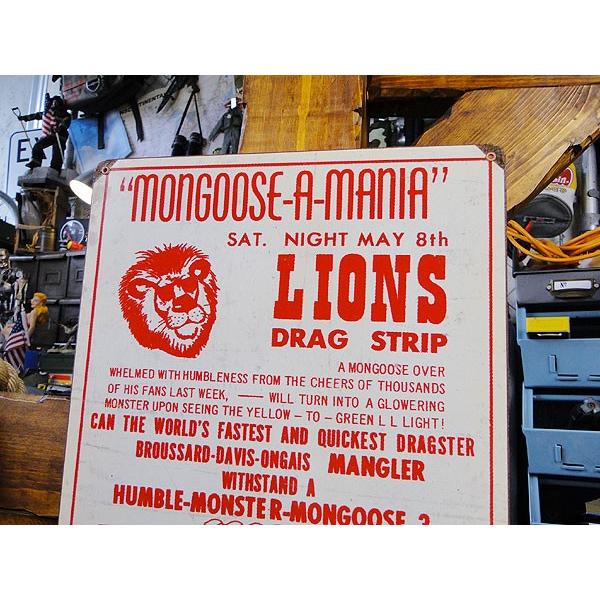 "MONGOOSE-A-MANIA"
SAT. NIGHT MAY 8th
LIONS
DRAG STRIP
A MONGOOSE OVER
WHELMED WITH HUMBLENESS FROM THE CHEERS OF THOUSANDS
OF HIS FANS LAST WEEK, —— WILL TURN INTO A GLOWERING
MONSTER UPON SEEING THE YELLOW – TO – GREEN L L LIGHT!
CAN THE WORLD'S FASTEST AND QUICKEST DRAGSTER
BROUSSARD-DAVIS-ONGAIS MANGLER
WITHSTAND A
HUMBLE-MONSTER-MONGOOSE ?